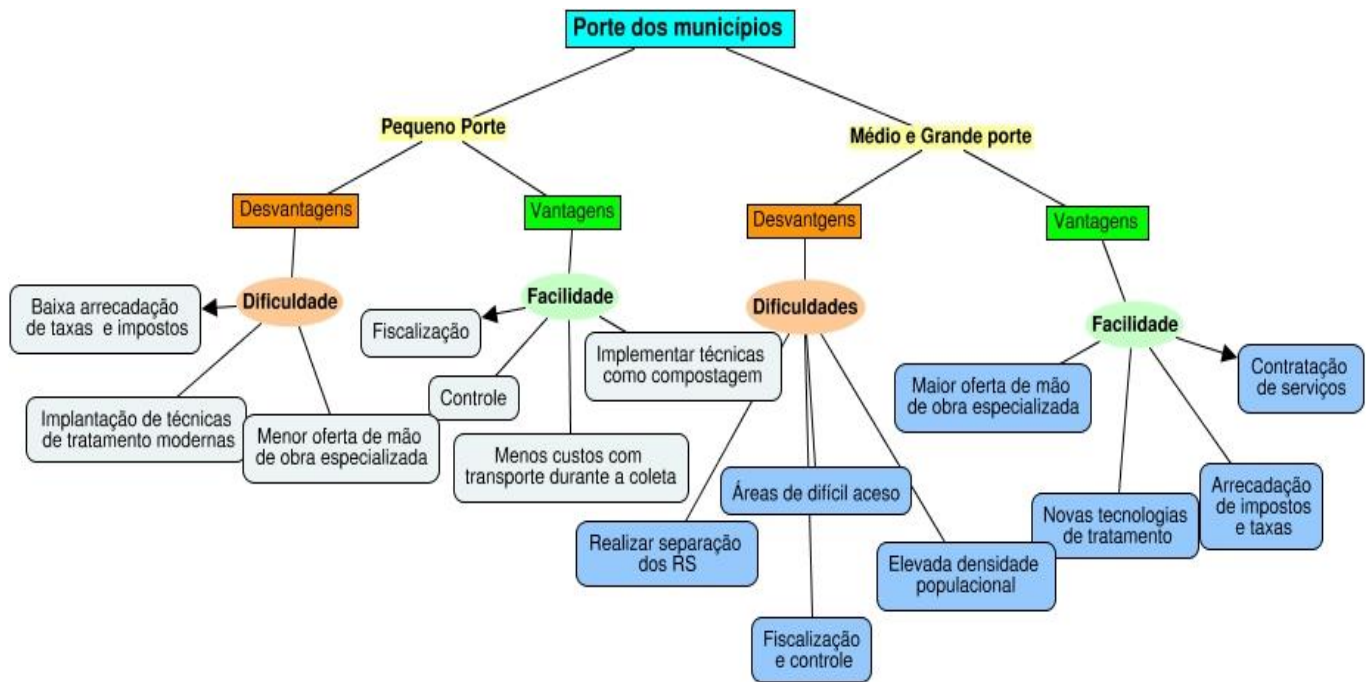 Porte dos municípios
Pequeno Porte
Médio e Grande porte
Desvantagens
Vantagens
Desvantgens
Vantagens
Dificuldade
Facilidade
Dificuldades
Facilidade
Baixa arrecadação
de taxas e impostos
Implantação de técnicas
de tratamento modernas
Menor oferta de mão
de obra especializada
Fiscalização
Controle
Menos custos com
transporte durante a coleta
Implementar técnicas
como compostagem
Realizar separação
dos RS
Áreas de difícil aceso
Fiscalização
e controle
Elevada densidade
populacional
Maior oferta de mão
de obra especializada
Novas tecnologias
de tratamento
Arrecadação
de impostos
e taxas
Contratação
de serviços